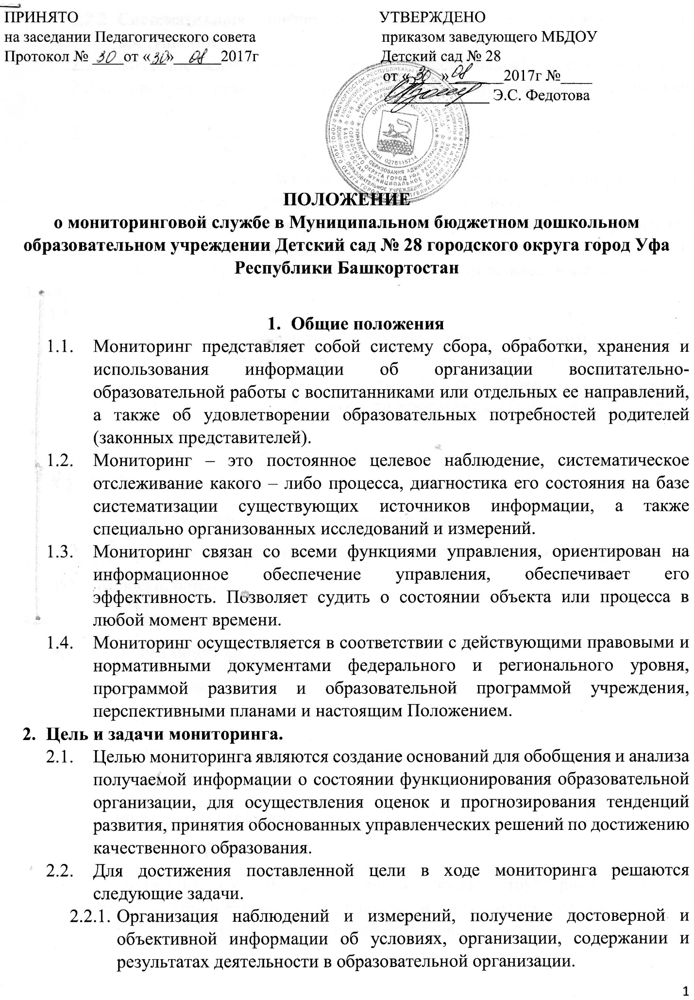 ПРИНЯТО
на заседании Педагогического совета
Протокол № 30 от «30» 08 2017г
УТВЕРЖДЕНО
приказом заведующего МБДОУ
Детский сад № 28
от «30» 08 2017г №____
Э.С. Федотова
ИНН 0276115714
ПОЛОЖЕНИЕ
о мониторинговой службе в Муниципальном бюджетном дошкольном
образовательном учреждении Детский сад № 28 городского округа город Уфа
Республики Башкортостан
1. Общие положения
1.1. Мониторинг представляет собой систему сбора, обработки, хранения и
использования информации об организации воспитательно-
образовательной работы с воспитанниками или отдельных ее направлений,
а также об удовлетворении образовательных потребностей родителей
(законных представителей).
1.2. Мониторинг – это постоянное целевое наблюдение, систематическое
отслеживание какого – либо процесса, диагностика его состояния на базе
систематизации существующих источников информации, а также
специально организованных исследований и измерений.
1.3. Мониторинг связан со всеми функциями управления, ориентирован на
информационное обеспечение управления, обеспечивает его
эффективность. Позволяет судить о состоянии объекта или процесса в
любой момент времени.
1.4. Мониторинг осуществляется в соответствии с действующими правовыми и
нормативными документами федерального и регионального уровня,
программой развития и образовательной программой учреждения,
перспективными планами и настоящим Положением.
2. Цель и задачи мониторинга.
2.1. Целью мониторинга являются создание оснований для обобщения и анализа
получаемой информации о состоянии функционирования образовательной
организации, для осуществления оценок и прогнозирования тенденций
развития, принятия обоснованных управленческих решений по достижению
качественного образования.
2.2. Для достижения поставленной цели в ходе мониторинга решаются
следующие задачи.
2.2.1. Организация наблюдений и измерений, получение достоверной и
объективной информации об условиях, организации, содержании и
результатах деятельности в образовательной организации.
1